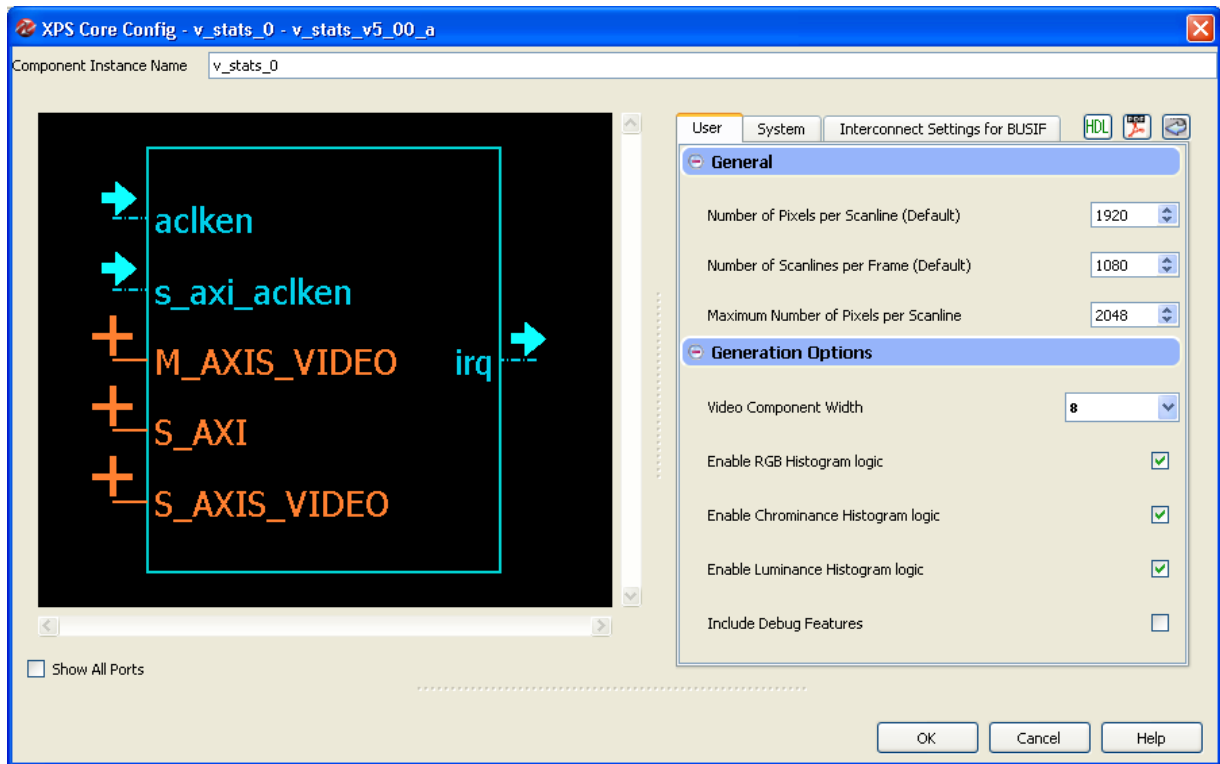 XPS Core Config - v_stats_0 - v_stats_v5_00_a
Component Instance Name v_stats_0
aclken
s_axi_aclken
M_AXIS_VIDEO irq
S_AXI
S_AXIS_VIDEO
Show All Ports
User System Interconnect Settings for BUSIF HDL PDF
General
Number of Pixels per Scanline (Default) 1920
Number of Scanlines per Frame (Default) 1080
Maximum Number of Pixels per Scanline 2048
Generation Options
Video Component Width 8
Enable RGB Histogram logic
Enable Chrominance Histogram logic
Enable Luminance Histogram logic
Include Debug Features
OK Cancel Help